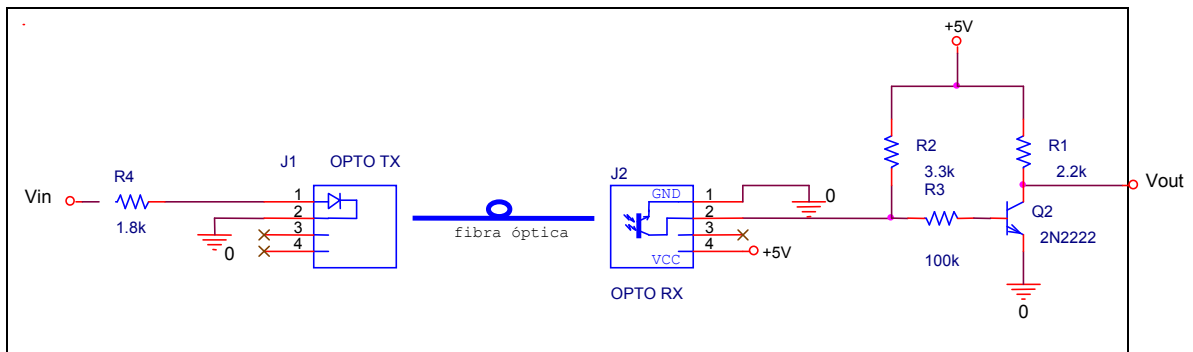 +5V
R4
1.8k
Vin
J1
OPTO TX
1
2
3
4
0
fibra óptica
J2
GND
VCC
1
2
3
4
0
+5V
OPTO RX
R2
3.3k
R3
100k
R1
2.2k
Vout
Q2
2N2222
0